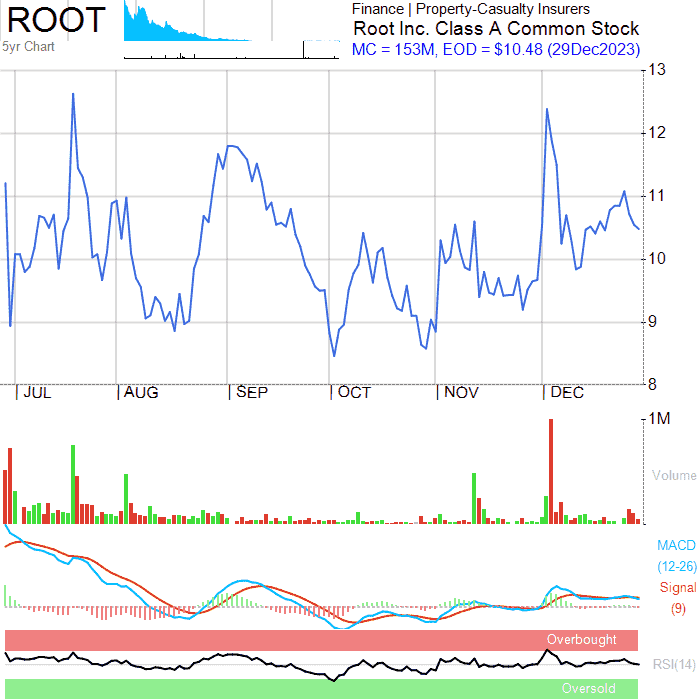 ROOT
5yr Chart
Finance | Property-Casualty Insurers
Root Inc. Class A Common Stock
MC = 153M, EOD = $10.48 (29Dec2023)
13
12
11
10
9
8
| JUL | AUG | SEP | OCT | NOV | DEC
1M
Volume
MACD
(12-26)
Signal
(9)
Overbought
RSI(14)
Oversold